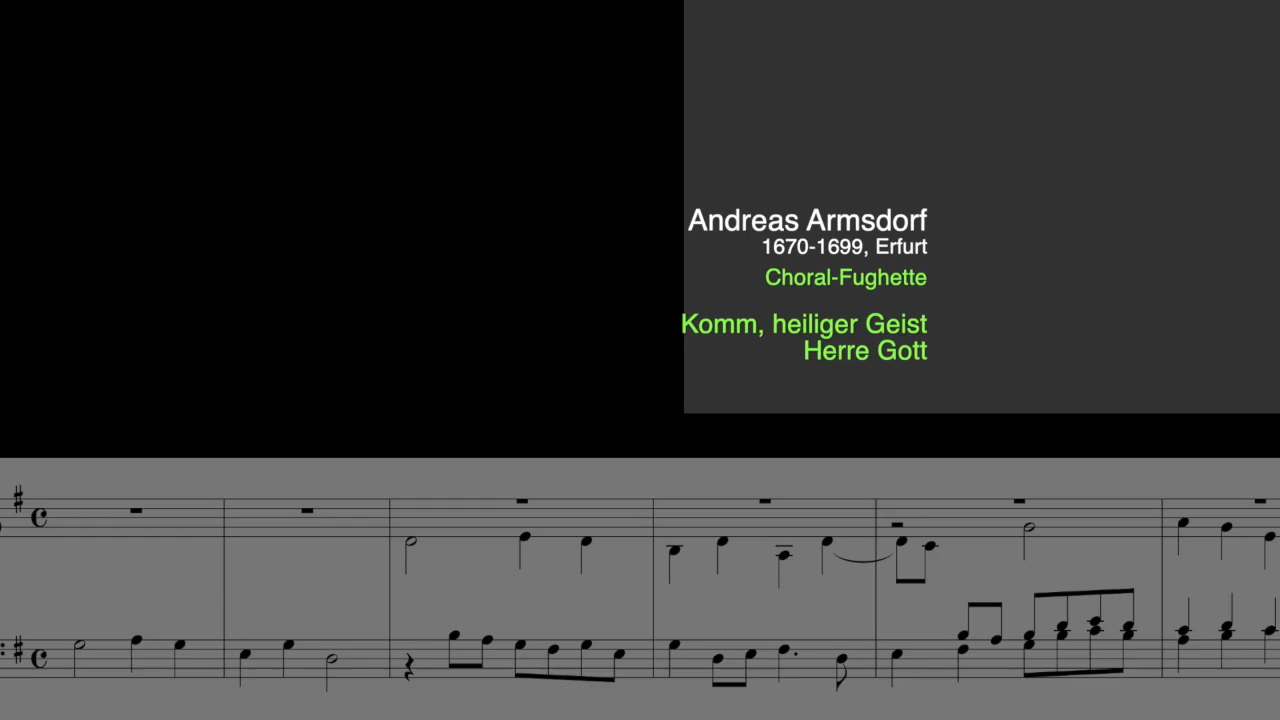 Andreas Armsdorf
1670-1699, Erfurt
Choral-Fughette
Komm, heiliger Geist
Herre Gott